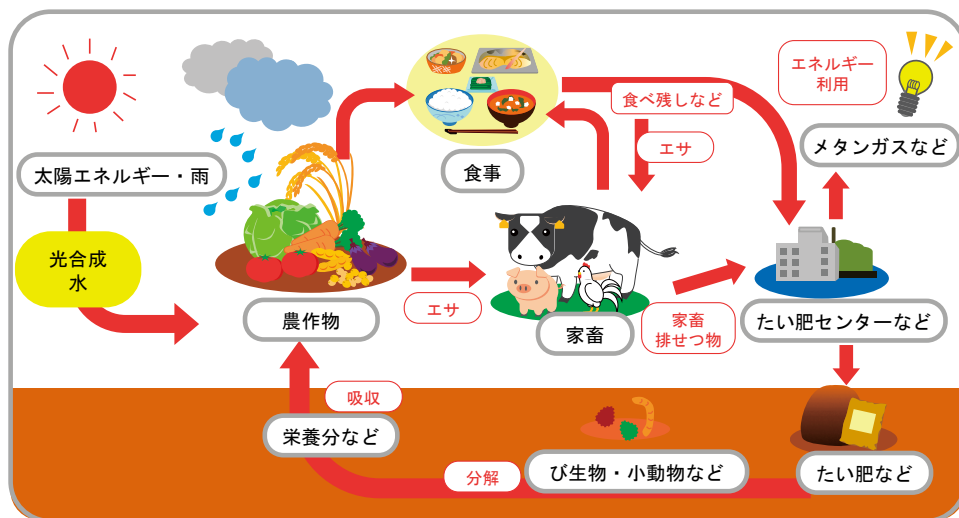 エネルギー
利用
食べ残しなど
エサ
メタンガスなど
食事
太陽エネルギー・雨
光合成
水
エサ
農作物
家畜
家畜
排せつ物
たい肥センターなど
吸収
栄養分など
分解
び生物・小動物など
たい肥など